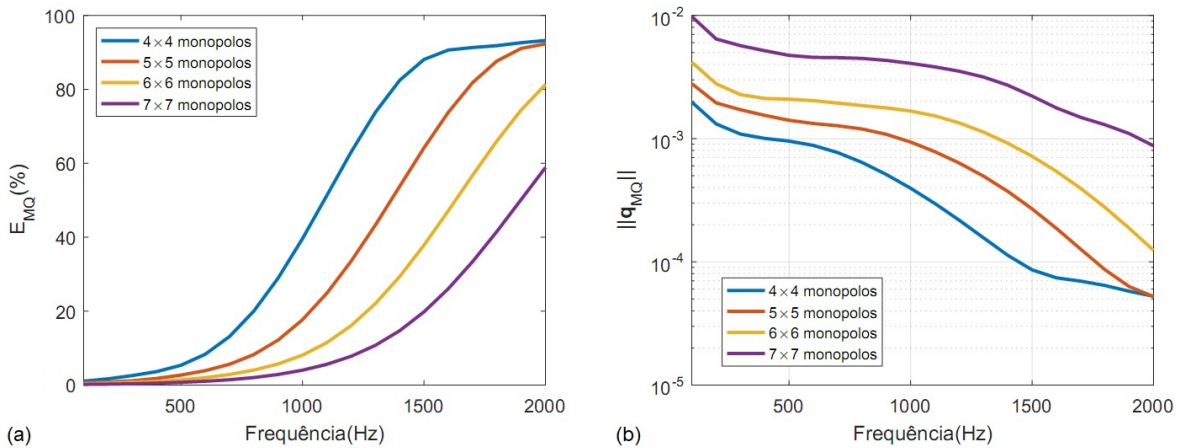 100
80
60
40
20
0
E_MQ(%)
4×4 monopolos
5×5 monopolos
6×6 monopolos
7×7 monopolos
500 1000 1500 2000
Frequência(Hz)
(a)
10^-2
10^-3
10^-4
10^-5
||q_MQ||
4×4 monopolos
5×5 monopolos
6×6 monopolos
7×7 monopolos
500 1000 1500 2000
Frequência(Hz)
(b)